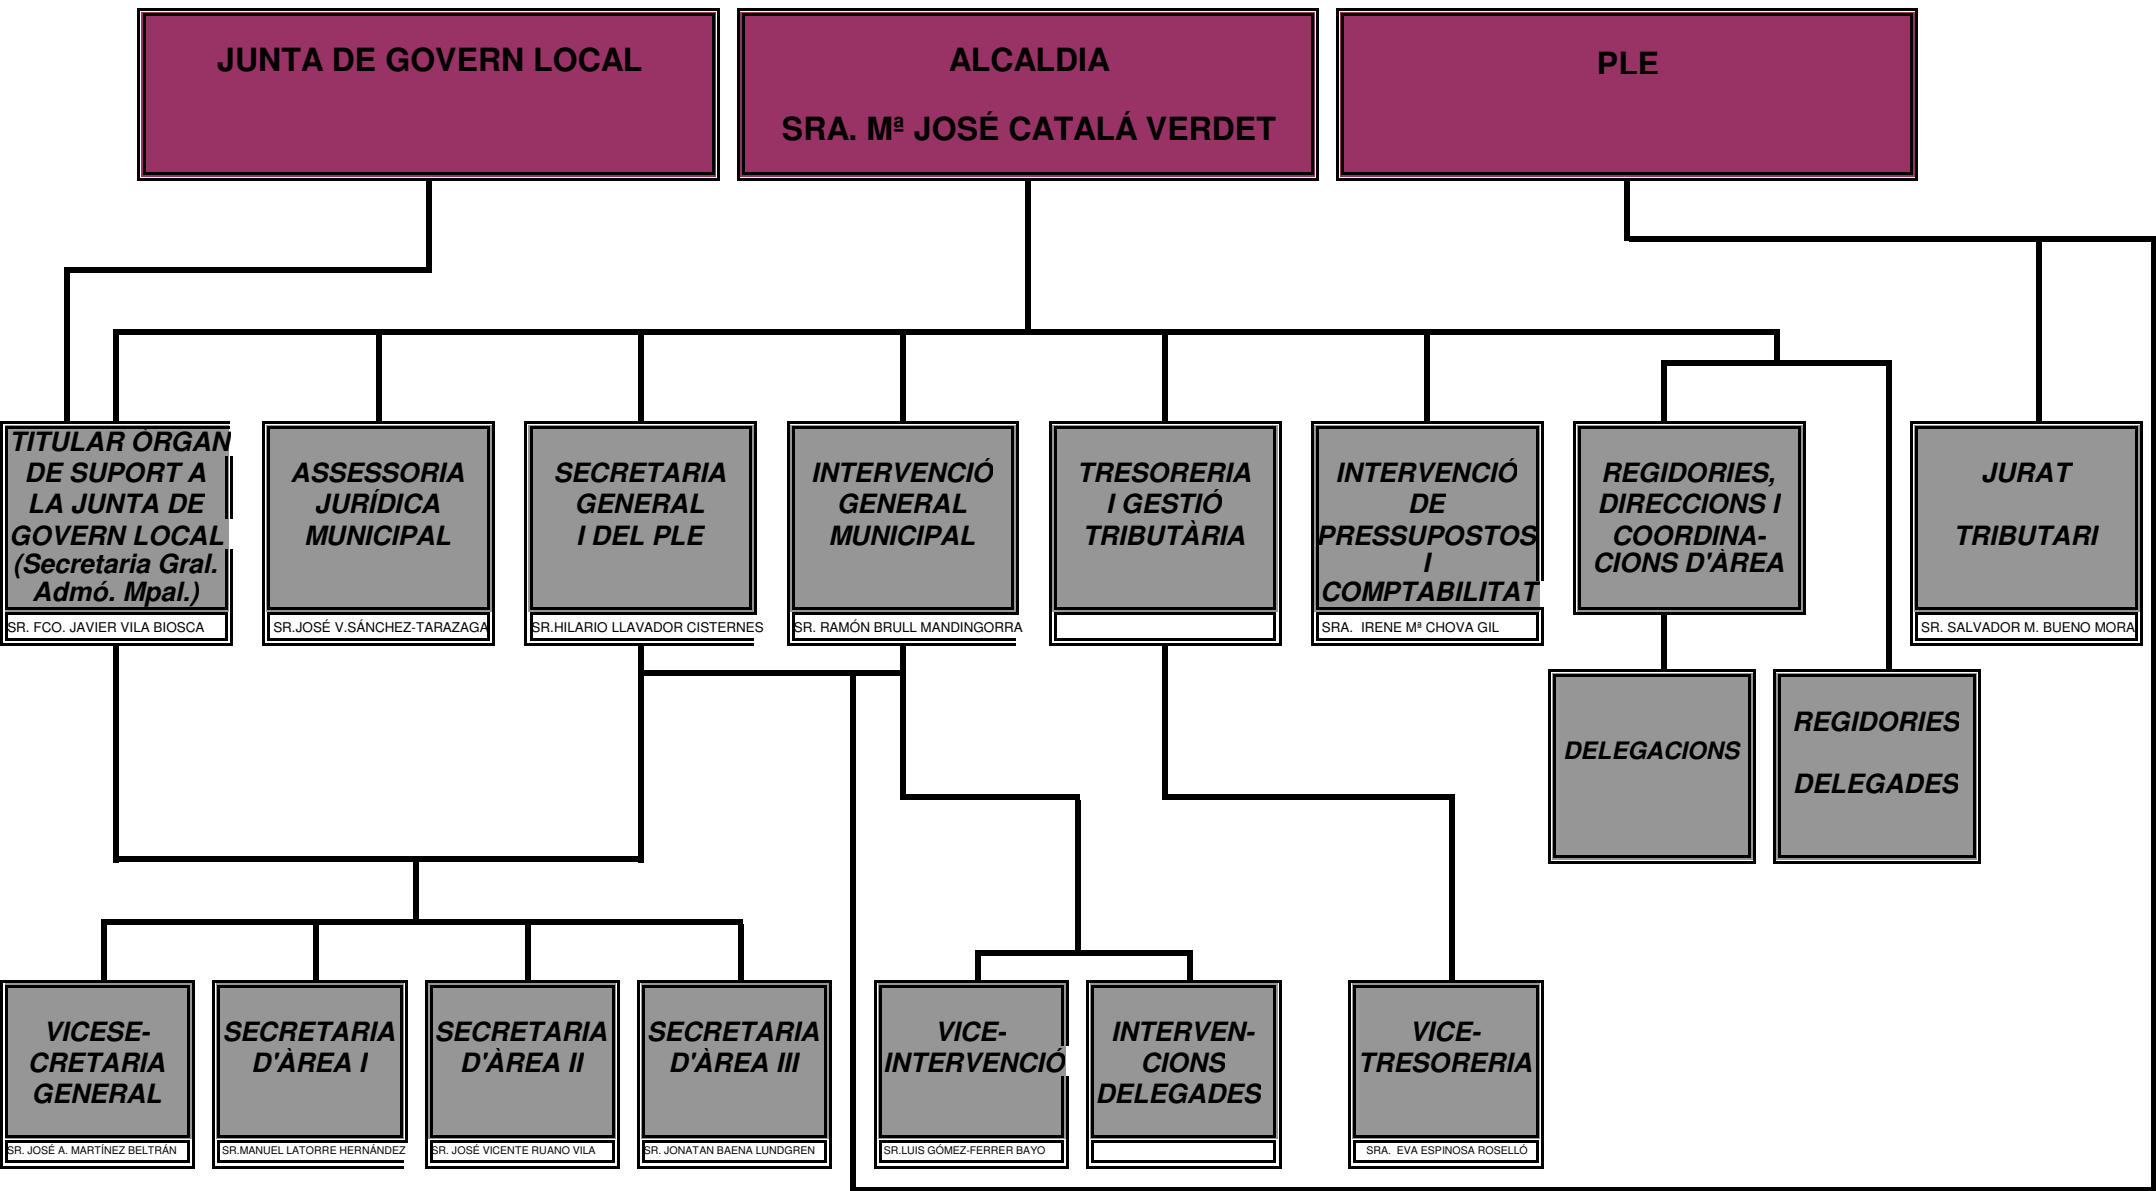 JUNTA DE GOVERN LOCAL
ALCALDIA
SRA. Mª JOSÉ CATALÁ VERDET
PLE
TITULAR ÒRGAN
DE SUPORT A
LA JUNTA DE
GOVERN LOCAL
(Secretaria Gral.
Admó. Mpal.)
SR. FCO. JAVIER VILA BIOSCA
ASSESSORIA
JURÍDICA
MUNICIPAL
SR.JOSÉ V.SÁNCHEZ-TARAZAGA
SECRETARIA
GENERAL
I DEL PLE
SR.HILARIO LLAVADOR CISTERNES
INTERVENCIÓ
GENERAL
MUNICIPAL
SR. RAMÓN BRULL MANDINGORRA
TRESORERIA
I GESTIÓ
TRIBUTÀRIA
INTERVENCIÓ
DE
PRESSUPOSTOS
I
COMPTABILITAT
SRA. IRENE Mª CHOVA GIL
REGIDORIES,
DIRECCIONS I
COORDINA-
CIONS D'ÀREA
JURAT
TRIBUTARI
SR. SALVADOR M. BUENO MORA
DELEGACIONS
REGIDORIES
DELEGADES
VICESE-
CRETARIA
GENERAL
SR. JOSÉ A. MARTÍNEZ BELTRÁN
SECRETARIA
D'ÀREA I
SR.MANUEL LATORRE HERNÁNDEZ
SECRETARIA
D'ÀREA II
SR. JOSÉ VICENTE RUANO VILA
SECRETARIA
D'ÀREA III
SR. JONATAN BAENA LUNDGREN
VICE-
INTERVENCIÓ
SR.LUIS GÓMEZ-FERRER BAYO
INTERVEN-
CIONS
DELEGADES
VICE-
TRESORERIA
SRA. EVA ESPINOSA ROSELLÓ